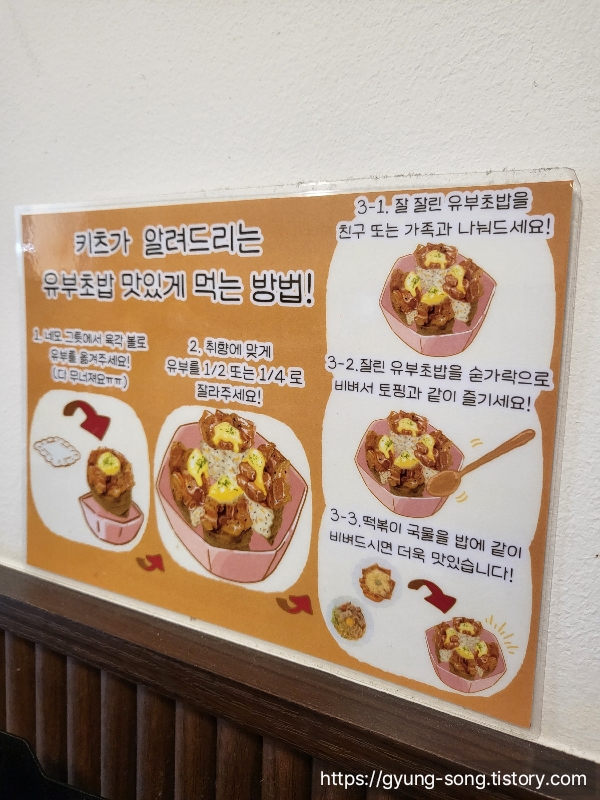 키츠가 알려드리는
유부초밥 맛있게 먹는 방법!
1. 네모 그릇에서 육각 볼로
유부를 옮겨주세요!
(다 무너져요ㅠㅠ)
2. 취향에 맞게
유부를 1/2 또는 1/4 로
잘라주세요!
3-1. 잘 잘린 유부초밥을
친구 또는 가족과 나눠드세요!
3-2.잘린 유부초밥을 숟가락으로
비벼서 토핑과 같이 즐기세요!
3-3.떡볶이 국물을 밥에 같이
비벼드시면 더욱 맛있습니다!
https://gyung-song.tistory.com